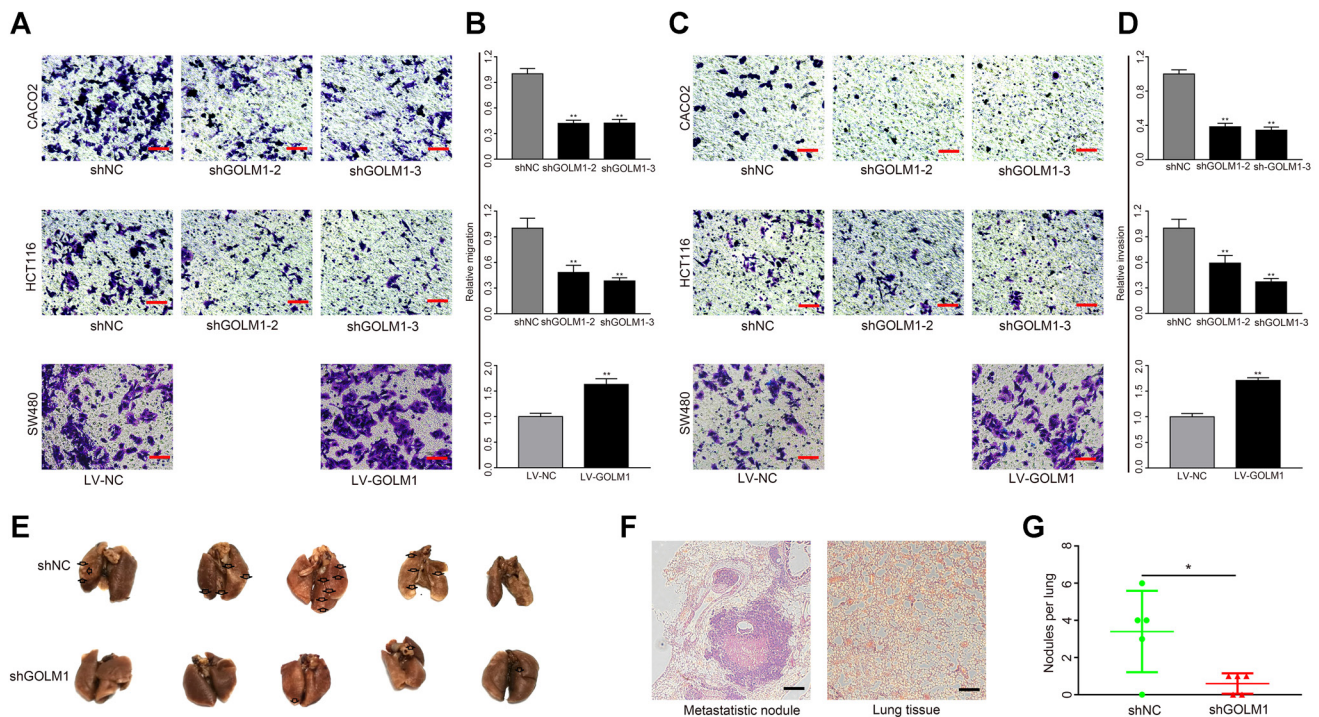 A
CACO2
shNC
shGOLM1-2
shGOLM1-3
HCT116
shNC
shGOLM1-2
shGOLM1-3
SW480
LV-NC
LV-GOLM1
B
Relative migration
1.2
0.9
0.6
0.3
0.0
**
**
shNC
shGOLM1-2
shGOLM1-3
1.2
0.9
0.6
0.3
0.0
**
**
shNC
shGOLM1-2
shGOLM1-3
2.0
1.5
1.0
0.5
0.0
**
LV-NC
LV-GOLM1
C
CACO2
shNC
shGOLM1-2
shGOLM1-3
HCT116
shNC
shGOLM1-2
shGOLM1-3
SW480
LV-NC
LV-GOLM1
D
Relative invasion
1.2
0.8
0.4
0.0
**
**
shNC
shGOLM1-2
sh-GOLM1-3
1.2
0.9
0.6
0.3
0.0
**
**
shNC
shGOLM1-2
shGOLM1-3
2.0
1.5
1.0
0.5
0.0
**
LV-NC
LV-GOLM1
E
shNC
shGOLM1
F
Metastatistic nodule
Lung tissue
G
Nodules per lung
8
6
4
2
0
*
shNC
shGOLM1